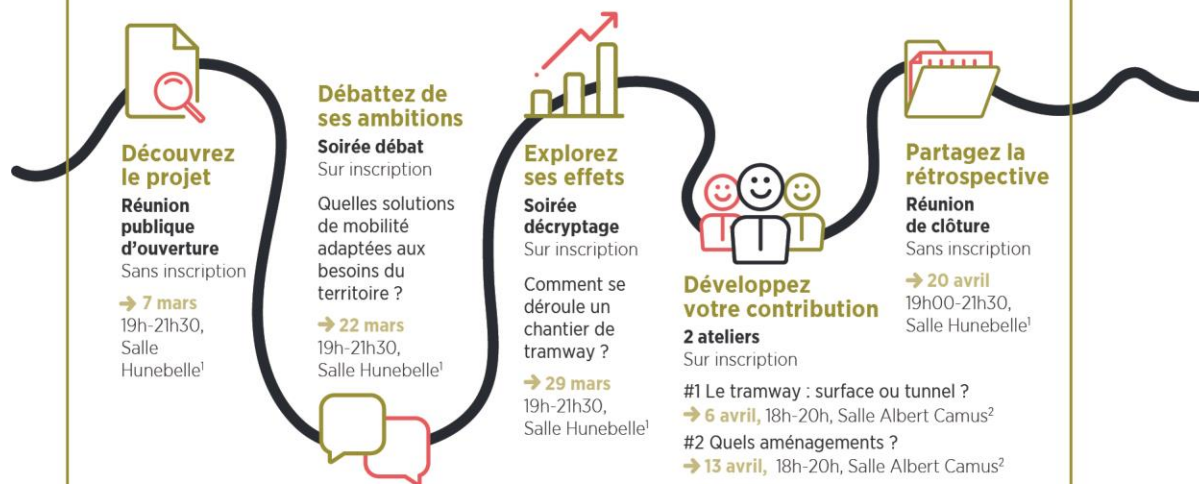 Découvrez
le projet
Réunion
publique
d'ouverture
Sans inscription
→ 7 mars
19h-21h30,
Salle
Hunebelle¹
Débattez de
ses ambitions
Soirée débat
Sur inscription
Quelles solutions
de mobilité
adaptées aux
besoins du
territoire ?
→ 22 mars
19h-21h30,
Salle Hunebelle¹
Explorez
ses effets
Soirée
décryptage
Sur inscription
Comment se
déroule un
chantier de
tramway ?
→ 29 mars
19h-21h30,
Salle Hunebelle¹
Développez
votre contribution
2 ateliers
Sur inscription
#1 Le tramway : surface ou tunnel ?
→ 6 avril, 18h-20h, Salle Albert Camus²
#2 Quels aménagements ?
→ 13 avril, 18h-20h, Salle Albert Camus²
Partagez la
rétrospective
Réunion
de clôture
Sans inscription
→ 20 avril
19h00-21h30,
Salle Hunebelle¹